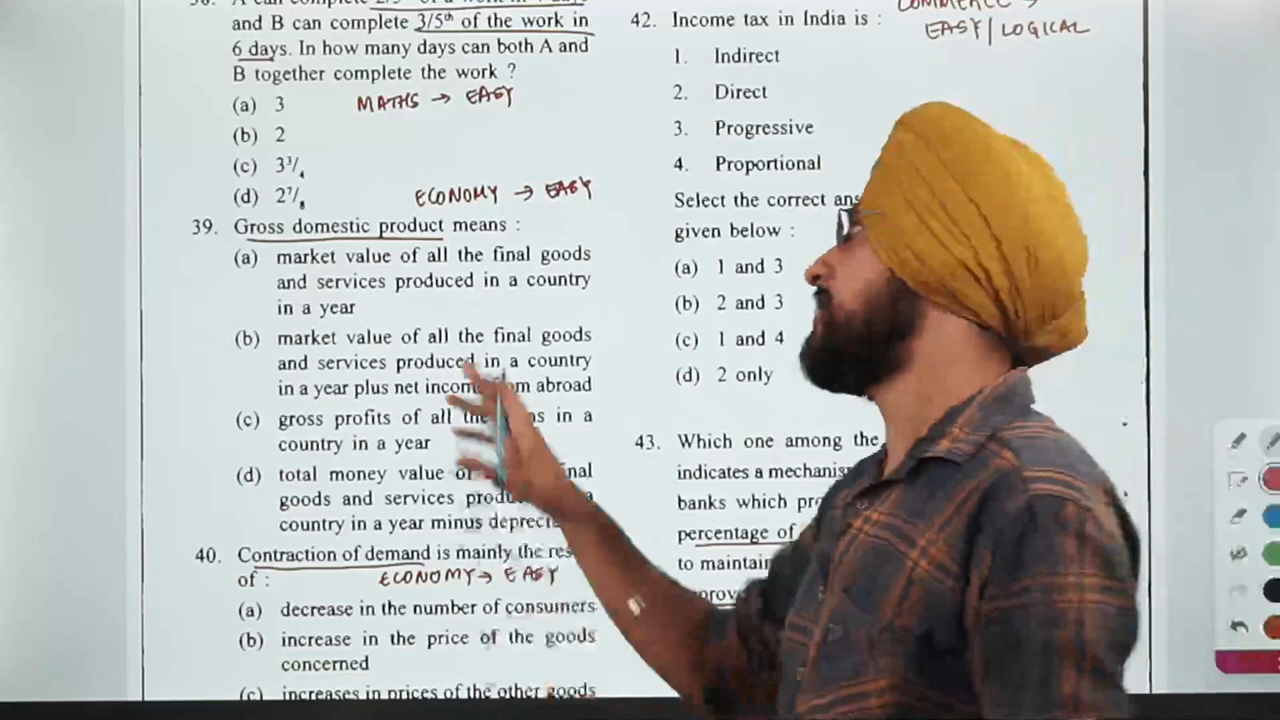 and B can complete 3/5th of the work in
6 days. In how many days can both A and
B together complete the work ?
(a) 3
MATHS → EASY
(b) 2
(c) 3³/₄
(d) 2⁷/₈
ECONOMY → EASY
39. Gross domestic product means :
(a) market value of all the final goods
and services produced in a country
in a year
(b) market value of all the final goods
and services produced in a country
in a year plus net income abroad
(c) gross profits of all the in a
country in a year
(d) total money value
goods and services
country in a year minus
40. Contraction of demand is mainly the
of :
ECONOMY → EASY
(a) decrease in the number of consumers
(b) increase in the price of the goods
concerned
(c) increases in prices of the other goods
COMMERCE →
EASY/LOGICAL
42. Income tax in India is :
1. Indirect
2. Direct
3. Progressive
4. Proportional
Select the correct
given below :
(a) 1 and 3
(b) 2 and 3
(c) 1 and 4
(d) 2 only
43. Which one among the
indicates a
banks which
percentage of
to